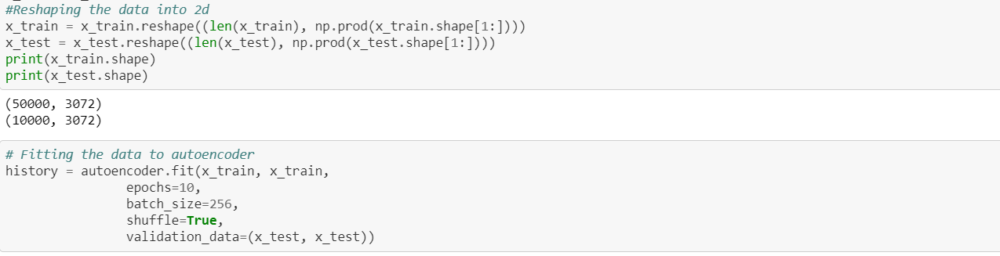 #Reshaping the data into 2d
x_train = x_train.reshape((len(x_train), np.prod(x_train.shape[1:])))
x_test = x_test.reshape((len(x_test), np.prod(x_test.shape[1:])))
print(x_train.shape)
print(x_test.shape)
(50000, 3072)
(10000, 3072)
# Fitting the data to autoencoder
history = autoencoder.fit(x_train, x_train,
                epochs=10,
                batch_size=256,
                shuffle=True,
                validation_data=(x_test, x_test))